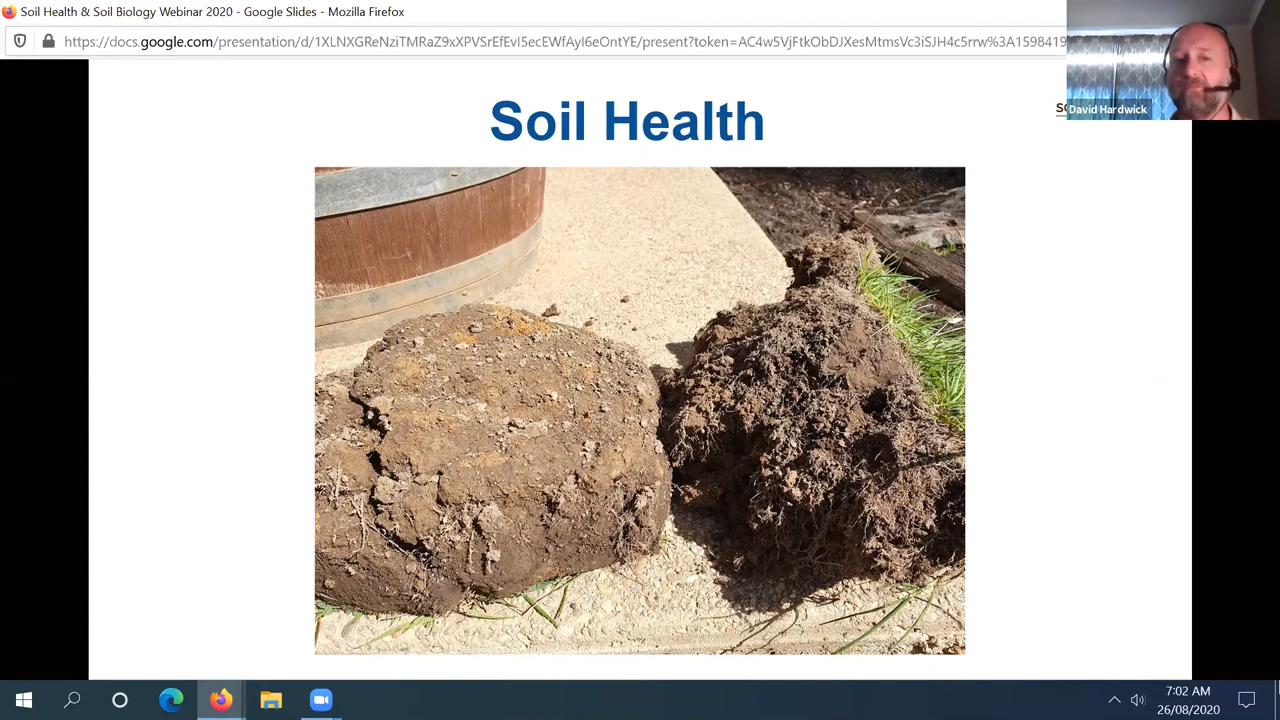 Soil Health & Soil Biology Webinar 2020 - Google Slides - Mozilla Firefox
https://docs.google.com/presentation/d/1XLNXGReNziTMRaZ9xXPVSrEfEvI5ecEWfAyI6eOntYE/present?token=AC4w5VjFtkObDJXesMtmsVc3iSJH4c5rrw%3A1598419
David Hardwick
Soil Health
7:02 AM
26/08/2020